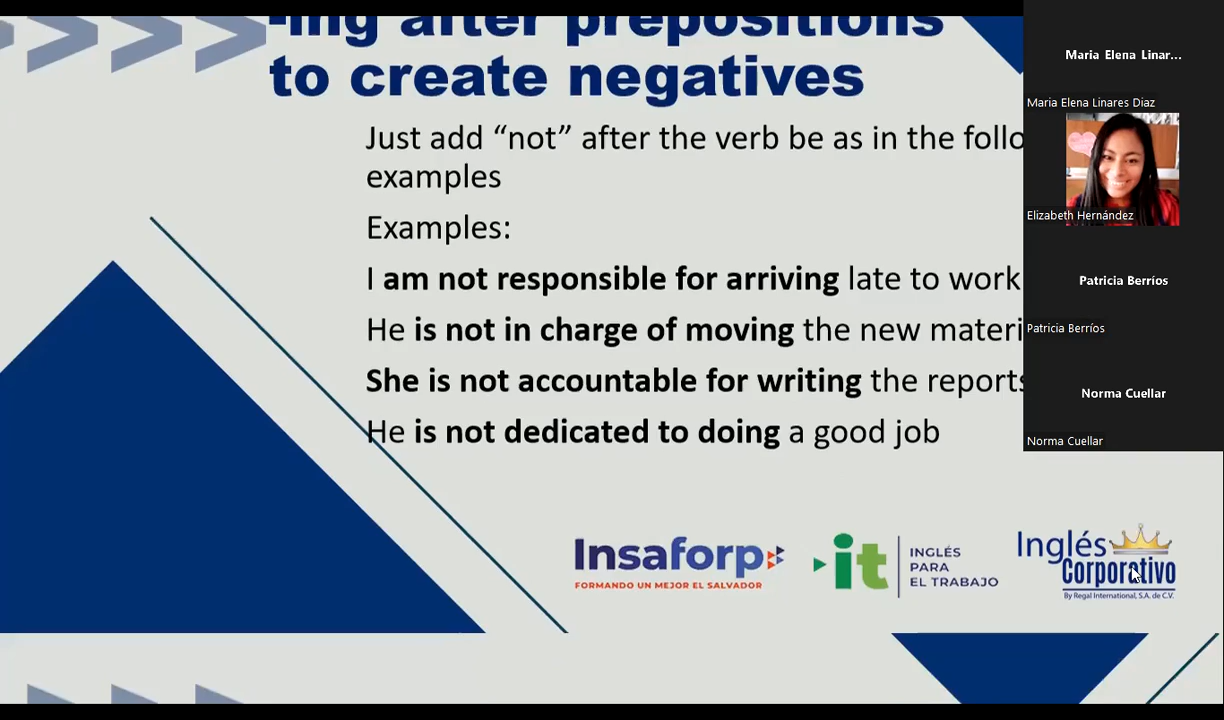 -ing after prepositions
to create negatives
Just add “not” after the verb be as in the follo
examples
Examples:
I am not responsible for arriving late to work
He is not in charge of moving the new materi
She is not accountable for writing the reports
He is not dedicated to doing a good job
Insaforp
FORMANDO UN MEJOR EL SALVADOR
it
INGLÉS
PARA
EL TRABAJO
Inglés
Corporativo
By Regal International, S.A. de C.V.
Maria Elena Linar...
Maria Elena Linares Diaz
Elizabeth Hernández
Patricia Berríos
Patricia Berríos
Norma Cuellar
Norma Cuellar